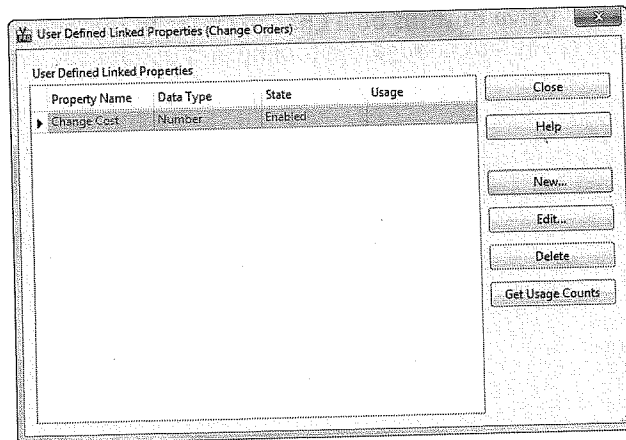 User Defined Linked Properties (Change Orders)
User Defined Linked Properties
Property Name Data Type State Usage
Change Cost Number Enabled
Close
Help
New...
Edit...
Delete
Get Usage Counts